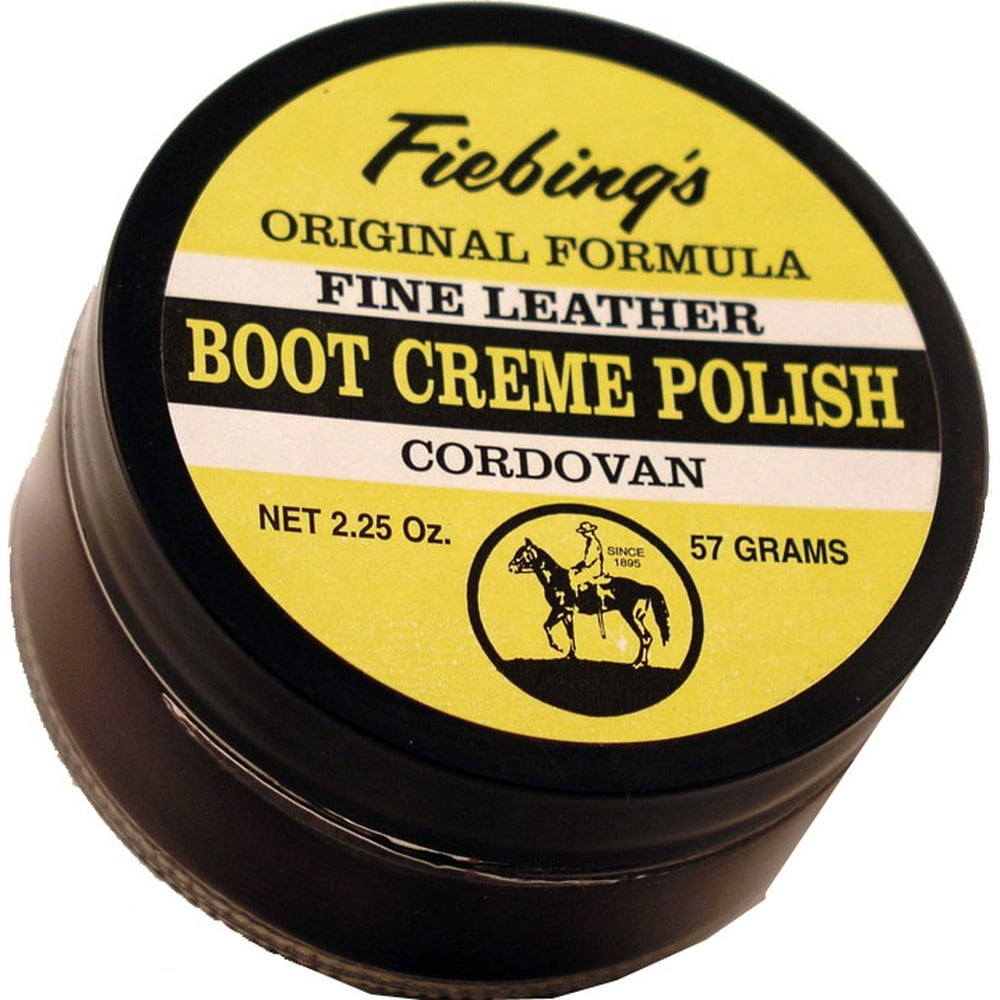 Fiebing's
ORIGINAL FORMULA
FINE LEATHER
BOOT CREME POLISH
CORDOVAN
NET 2.25 Oz.
SINCE
1895
57 GRAMS